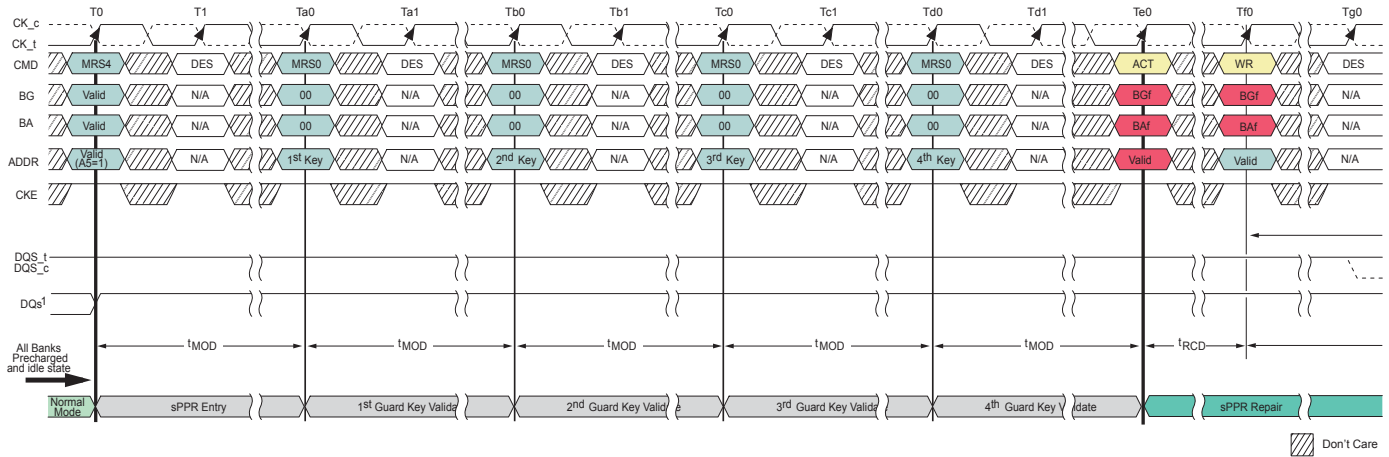 T0 T1 Ta0 Ta1 Tb0 Tb1 Tc0 Tc1 Td0 Td1 Te0 Tf0 Tg0
CK_c
CK_t
CMD MRS4 DES MRS0 DES MRS0 DES MRS0 DES MRS0 DES ACT WR DES
BG Valid N/A 00 N/A 00 N/A 00 N/A 00 N/A BGf BGf N/A
BA Valid N/A 00 N/A 00 N/A 00 N/A 00 N/A BAf BAf N/A
ADDR Valid (A5=1) N/A 1st Key N/A 2nd Key N/A 3rd Key N/A 4th Key N/A Valid Valid N/A
CKE
DQS_t
DQS_c
DQs1
All Banks
Precharged
and idle state
tMOD tMOD tMOD tMOD tMOD tRCD
Normal
Mode
sPPR Entry 1st Guard Key Valida 2nd Guard Key Valid e 3rd Guard Key Valida 4th Guard Key V date sPPR Repair
Don't Care